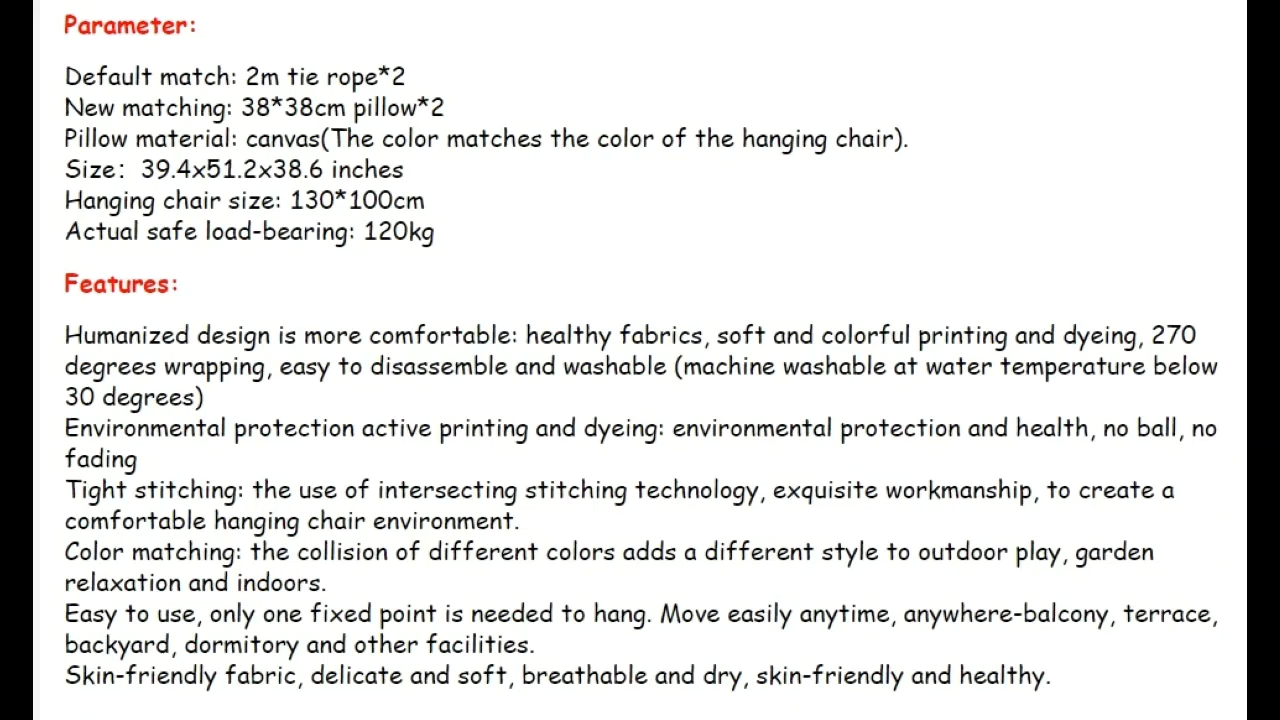 Parameter:
Default match: 2m tie rope*2
New matching: 38*38cm pillow*2
Pillow material: canvas(The color matches the color of the hanging chair).
Size: 39.4x51.2x38.6 inches
Hanging chair size: 130*100cm
Actual safe load-bearing: 120kg
Features:
Humanized design is more comfortable: healthy fabrics, soft and colorful printing and dyeing, 270
degrees wrapping, easy to disassemble and washable (machine washable at water temperature below
30 degrees)
Environmental protection active printing and dyeing: environmental protection and health, no ball, no
fading
Tight stitching: the use of intersecting stitching technology, exquisite workmanship, to create a
comfortable hanging chair environment.
Color matching: the collision of different colors adds a different style to outdoor play, garden
relaxation and indoors.
Easy to use, only one fixed point is needed to hang. Move easily anytime, anywhere-balcony, terrace,
backyard, dormitory and other facilities.
Skin-friendly fabric, delicate and soft, breathable and dry, skin-friendly and healthy.